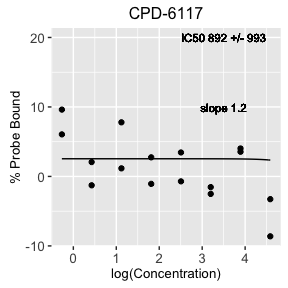 CPD-6117
20
IC50 892 +/- 993
10
slope 1.2
% Probe Bound
0
-10
0 1 2 3 4
log(Concentration)